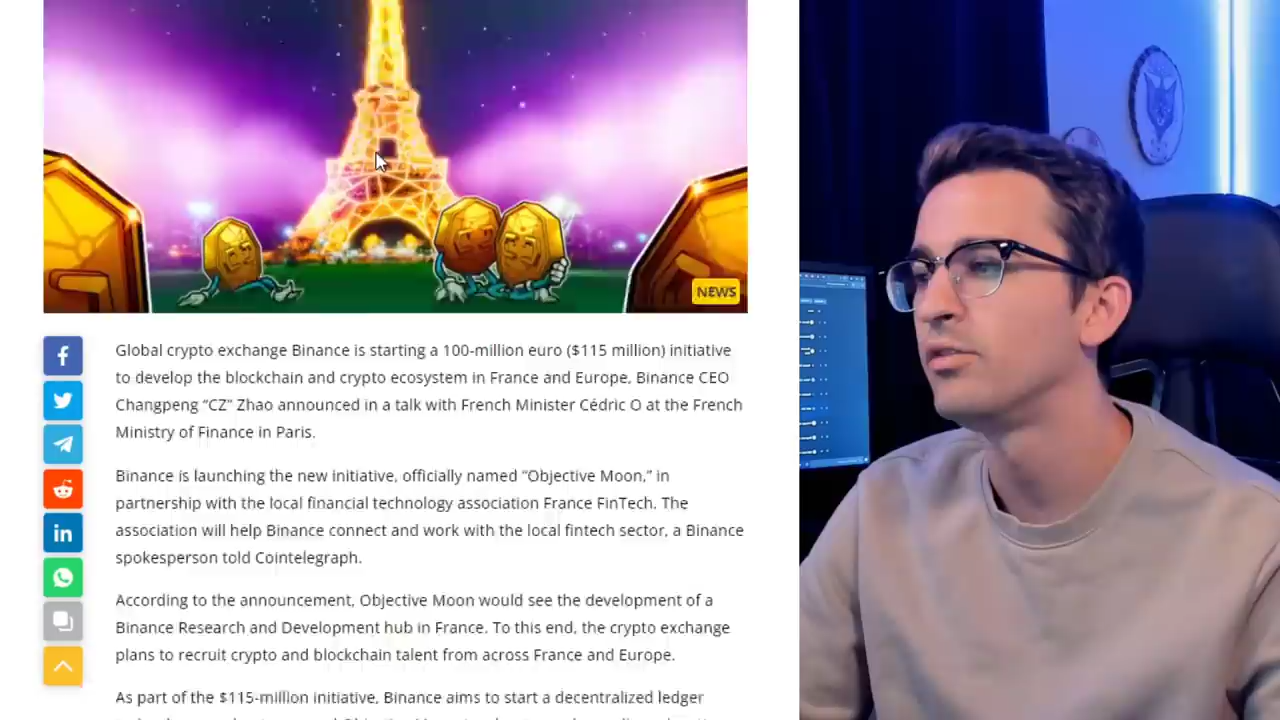 NEWS
Global crypto exchange Binance is starting a 100-million euro ($115 million) initiative
to develop the blockchain and crypto ecosystem in France and Europe, Binance CEO
Changpeng “CZ” Zhao announced in a talk with French Minister Cédric O at the French
Ministry of Finance in Paris.
Binance is launching the new initiative, officially named “Objective Moon,” in
partnership with the local financial technology association France FinTech. The
association will help Binance connect and work with the local fintech sector, a Binance
spokesperson told Cointelegraph.
According to the announcement, Objective Moon would see the development of a
Binance Research and Development hub in France. To this end, the crypto exchange
plans to recruit crypto and blockchain talent from across France and Europe.
As part of the $115-million initiative, Binance aims to start a decentralized ledger